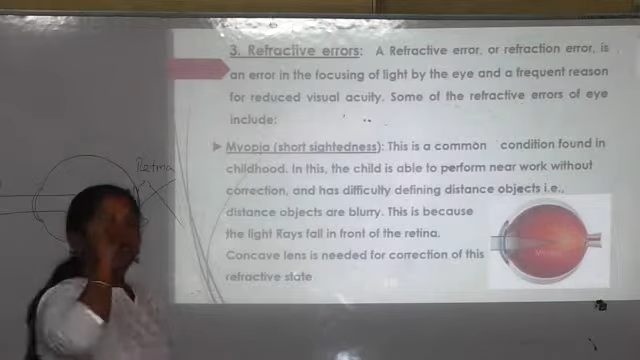 3. Refractive errors: A Refractive error, or refraction error, is
an error in the focusing of light by the eye and a frequent reason
for reduced visual acuity. Some of the refractive errors of eye
include:
Myopia (short sightedness): This is a common condition found in
childhood. In this, the child is able to perform near work without
correction, and has difficulty defining distance objects i.e.,
distance objects are blurry. This is because
the light Rays fall in front of the retina.
Concave lens is needed for correction of this
refractive state
Retina